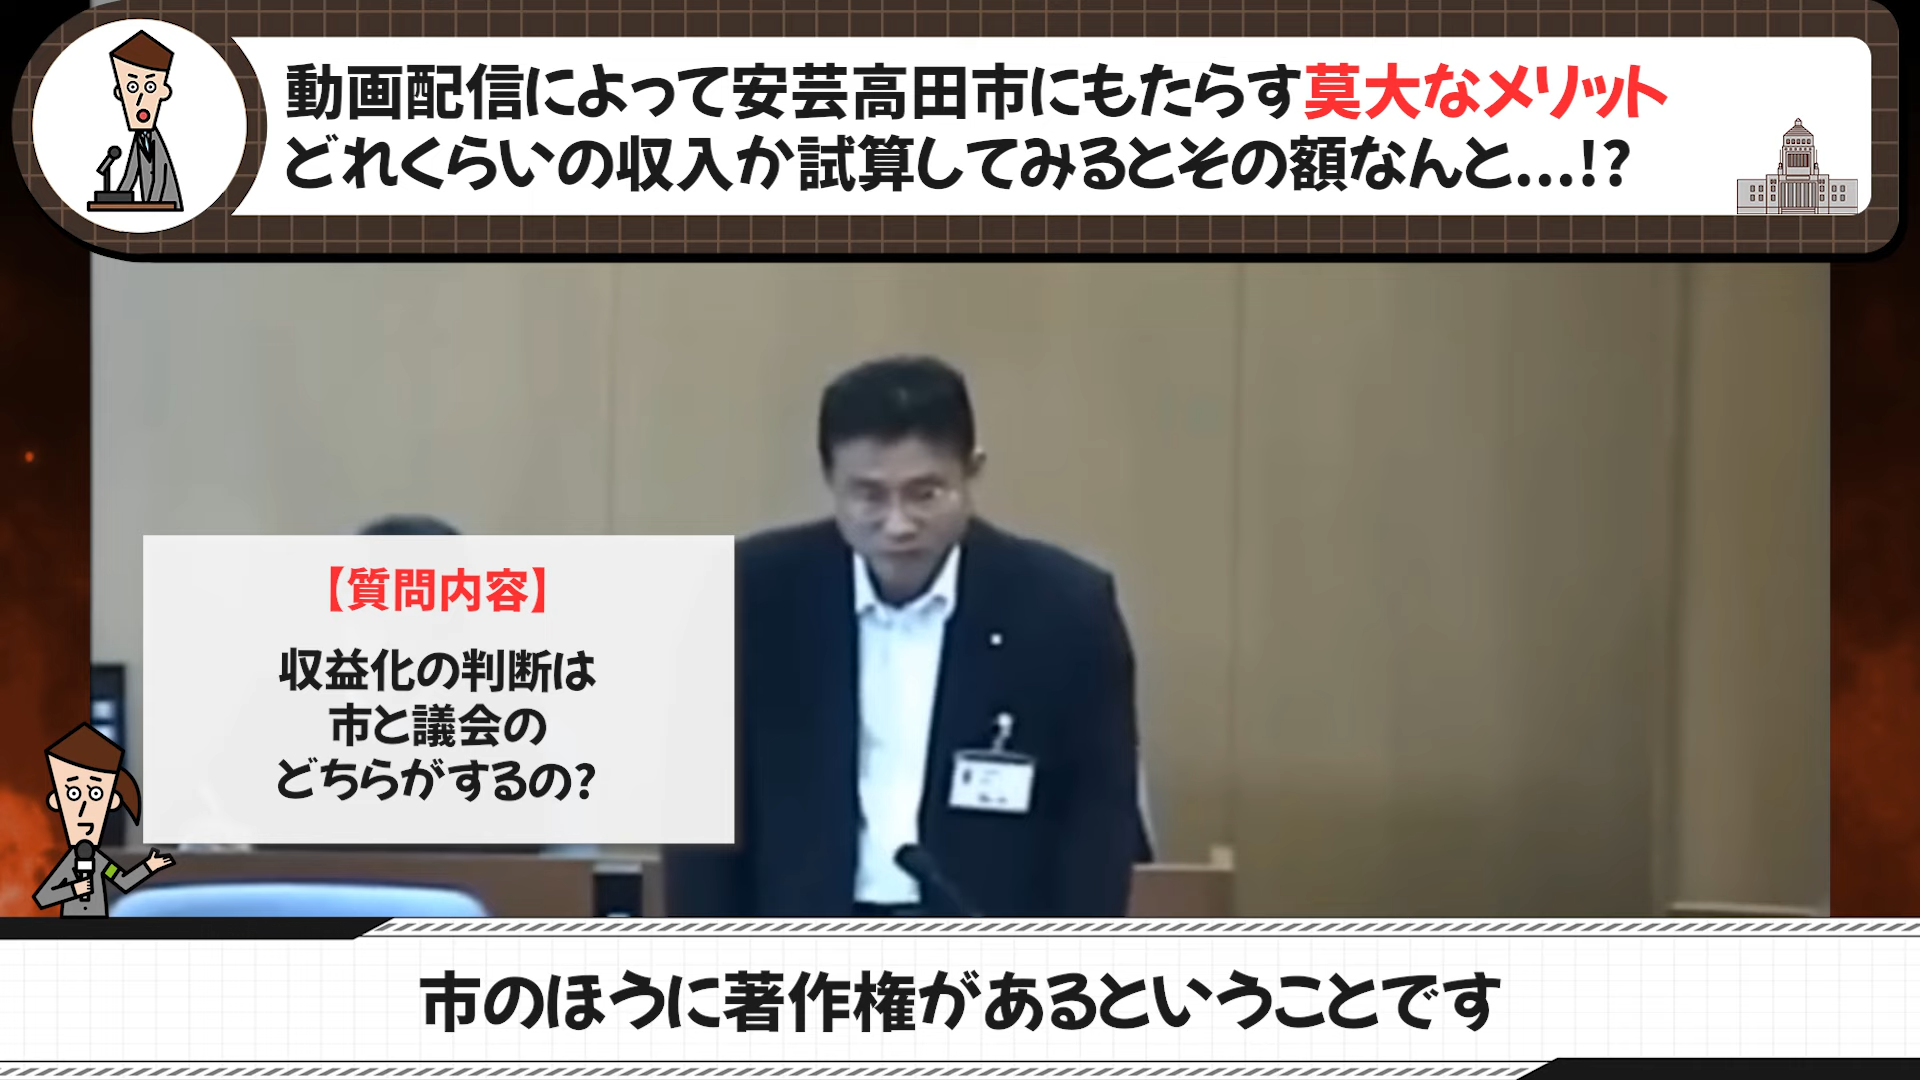 動画配信によって安芸高田市にもたらす莫大なメリット
どれくらいの収入か試算してみるとその額なんと...!?
【質問内容】
収益化の判断は
市と議会の
どちらがするの?
市のほうに著作権があるということです